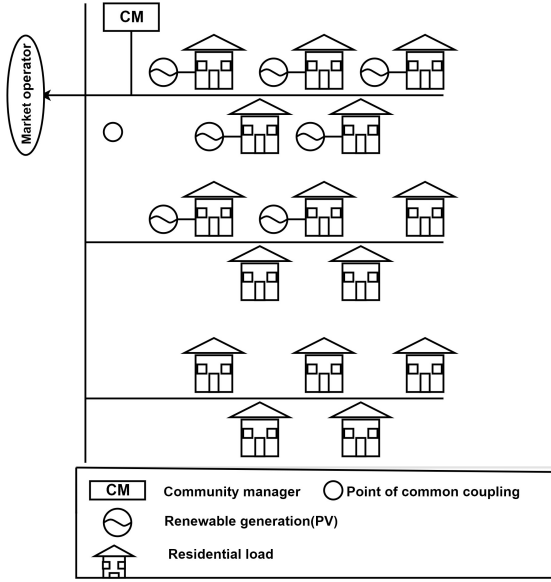 CM
Market operator
CM Community manager Point of common coupling
Renewable generation(PV)
Residential load